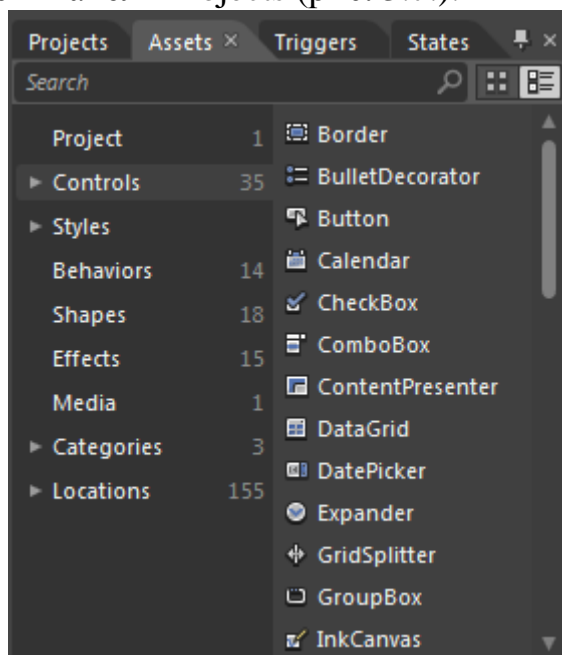 Projects Assets × Triggers States
Search
Project 1
Controls 35
Styles
Behaviors 14
Shapes 18
Effects 15
Media 1
Categories 3
Locations 155
Border
BulletDecorator
Button
Calendar
CheckBox
ComboBox
ContentPresenter
DataGrid
DatePicker
Expander
GridSplitter
GroupBox
InkCanvas